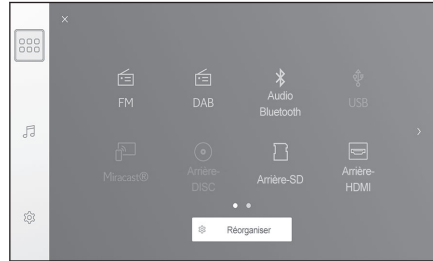 FM
DAB
Audio
Bluetooth
USB
Miracast®
Arrière-
DISC
Arrière-SD
Arrière-
HDMI
Réorganiser